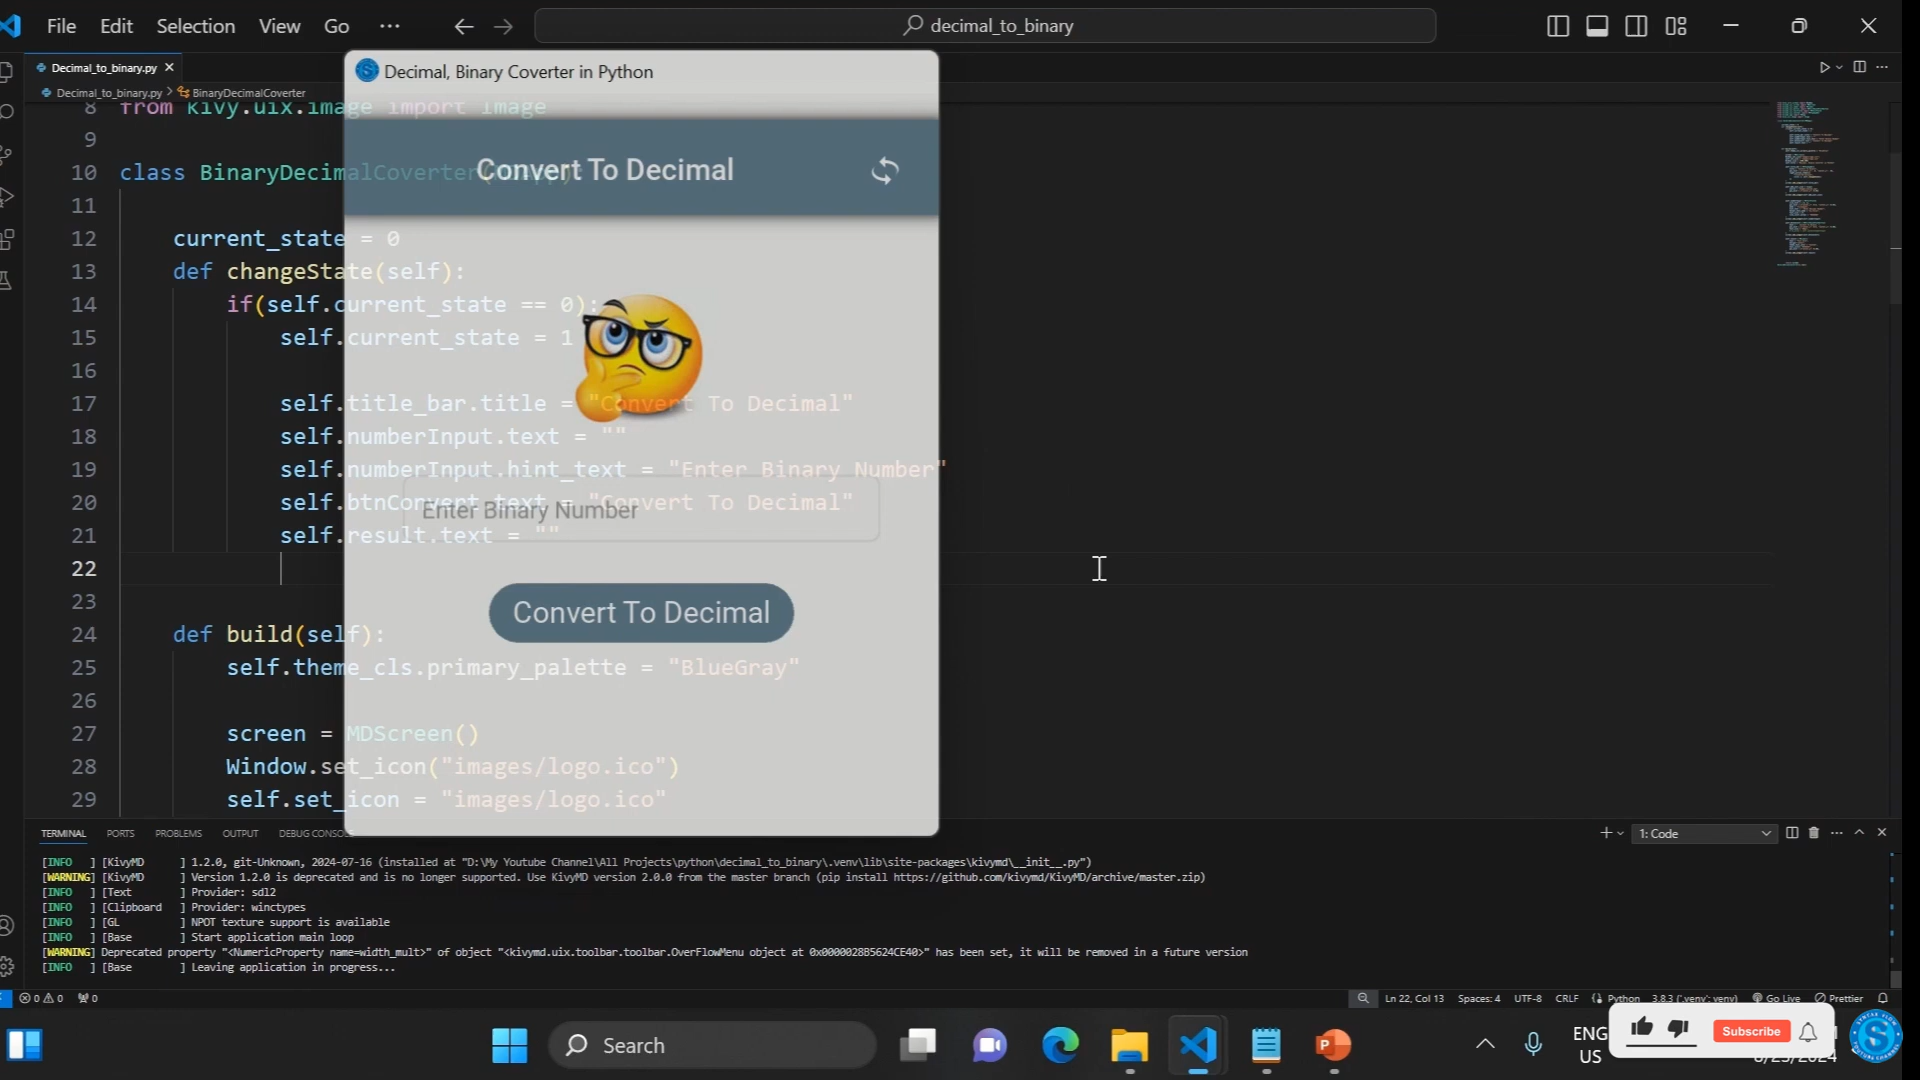 File Edit Selection View Go ··· decimal_to_binary
Decimal_to_binary.py
Decimal_to_binary.py > BinaryDecimalCoverter
Decimal, Binary Coverter in Python
Convert To Decimal
Enter Binary Number
Convert To Decimal
8 from kivy.uix.image import Image
9
10 class BinaryDecimalCoverter
11
12 current_state = 0
13 def changeState(self):
14 if(self.current_state == 0):
15 self.current_state = 1
16
17 self.title_bar.title = "Convert To Decimal"
18 self.numberInput.text = ""
19 self.numberInput.hint_text = "Enter Binary Number"
20 self.btnConvert.text = "Convert To Decimal"
21 self.result.text = ""
22
23
24 def build(self):
25 self.theme_cls.primary_palette = "BlueGray"
26
27 screen = MDScreen()
28 Window.set_icon("images/logo.ico")
29 self.set_icon = "images/logo.ico"
TERMINAL PORTS PROBLEMS OUTPUT DEBUG CONSOLE 1: Code
[INFO ] [KivyMD ] 1.2.0, git-Unknown, 2024-07-16 (installed at "D:\My Youtube Channel\All Projects\python\decimal_to_binary\.venv\lib\site-packages\kivymd\__init__.py")
[WARNING] [KivyMD ] Version 1.2.0 is deprecated and is no longer supported. Use KivyMD version 2.0.0 from the master branch (pip install https://github.com/kivymd/KivyMD/archive/master.zip)
[INFO ] [Text ] Provider: sdl2
[INFO ] [Clipboard ] Provider: winctypes
[INFO ] [GL ] NPOT texture support is available
[INFO ] [Base ] Start application main loop
[WARNING] Deprecated property "<NumericProperty name=width_mult>" of object "<kivymd.uix.toolbar.toolbar.OverFlowMenu object at 0x0000028B5624CE40>" has been set, it will be removed in a future version
[INFO ] [Base ] Leaving application in progress...
0 0 0 Ln 22, Col 13 Spaces: 4 UTF-8 CRLF Python 3.8.3 ('.venv': venv) Go Live Prettier
Search
ENG
US
Subscribe